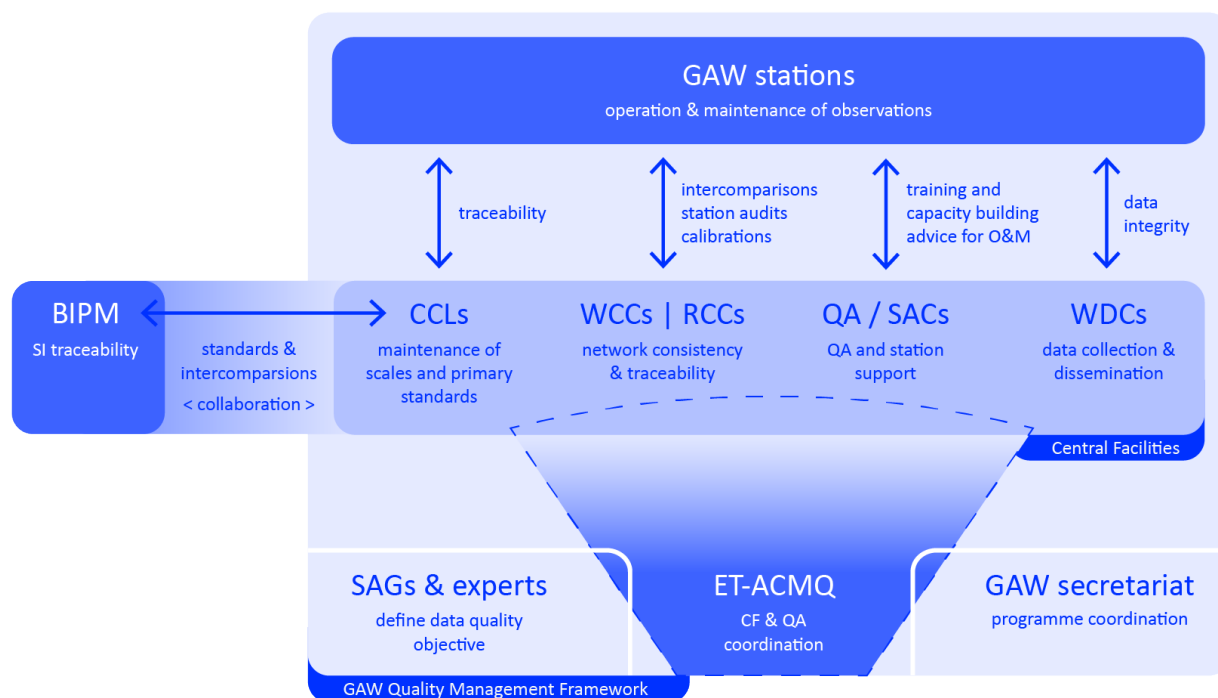 GAW stations
operation & maintenance of observations
traceability
intercomparisons
station audits
calibrations
training and
capacity building
advice for O&M
data
integrity
BIPM
SI traceability
standards &
intercomparsions
< collaboration >
CCLs
maintenance of
scales and primary
standards
WCCs | RCCs
network consistency
& traceability
QA / SACs
QA and station
support
WDCs
data collection &
dissemination
Central Facilities
SAGs & experts
define data quality
objective
ET-ACMQ
CF & QA
coordination
GAW secretariat
programme coordination
GAW Quality Management Framework